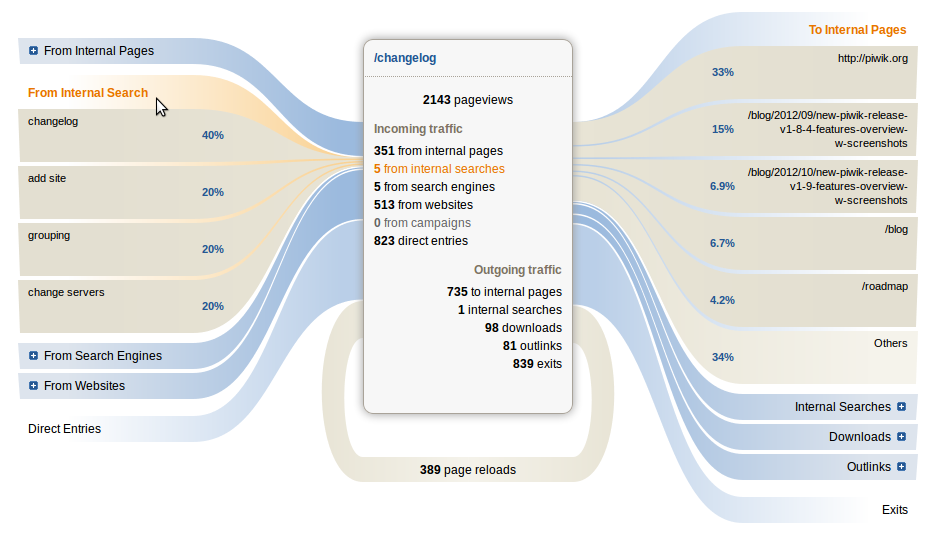 From Internal Pages
From Internal Search
changelog
40%
add site
20%
grouping
20%
change servers
20%
From Search Engines
From Websites
Direct Entries
/changelog
2143 pageviews
Incoming traffic
351 from internal pages
5 from internal searches
5 from search engines
513 from websites
0 from campaigns
823 direct entries
Outgoing traffic
735 to internal pages
1 internal searches
98 downloads
81 outlinks
839 exits
389 page reloads
To Internal Pages
http://piwik.org
33%
/blog/2012/09/new-piwik-release-
v1-8-4-features-overview-
w-screenshots
15%
/blog/2012/10/new-piwik-release-
v1-9-features-overview-
w-screenshots
6.9%
/blog
6.7%
/roadmap
4.2%
Others
34%
Internal Searches
Downloads
Outlinks
Exits